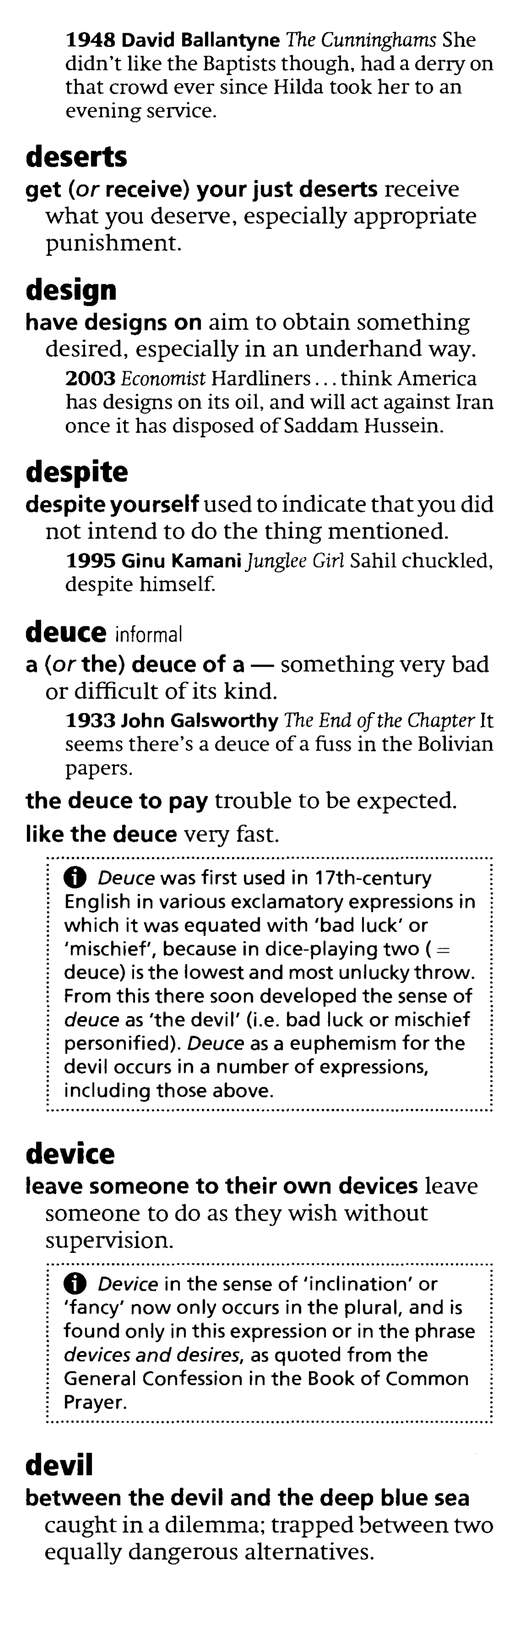 1948 David Ballantyne The Cunninghams She
didn't like the Baptists though, had a derry on
that crowd ever since Hilda took her to an
evening service.
deserts
get (or receive) your just deserts receive
what you deserve, especially appropriate
punishment.
design
have designs on aim to obtain something
desired, especially in an underhand way.
2003 Economist Hardliners ... think America
has designs on its oil, and will act against Iran
once it has disposed of Saddam Hussein.
despite
despite yourself used to indicate that you did
not intend to do the thing mentioned.
1995 Ginu Kamani Junglee Girl Sahil chuckled,
despite himself.
deuce informal
a (or the) deuce of a — something very bad
or difficult of its kind.
1933 John Galsworthy The End of the Chapter It
seems there's a deuce of a fuss in the Bolivian
papers.
the deuce to pay trouble to be expected.
like the deuce very fast.
Deuce was first used in 17th-century
English in various exclamatory expressions in
which it was equated with 'bad luck' or
'mischief', because in dice-playing two ( =
deuce) is the lowest and most unlucky throw.
From this there soon developed the sense of
deuce as 'the devil' (i.e. bad luck or mischief
personified). Deuce as a euphemism for the
devil occurs in a number of expressions,
including those above.
device
leave someone to their own devices leave
someone to do as they wish without
supervision.
Device in the sense of 'inclination' or
'fancy' now only occurs in the plural, and is
found only in this expression or in the phrase
devices and desires, as quoted from the
General Confession in the Book of Common
Prayer.
devil
between the devil and the deep blue sea
caught in a dilemma; trapped between two
equally dangerous alternatives.